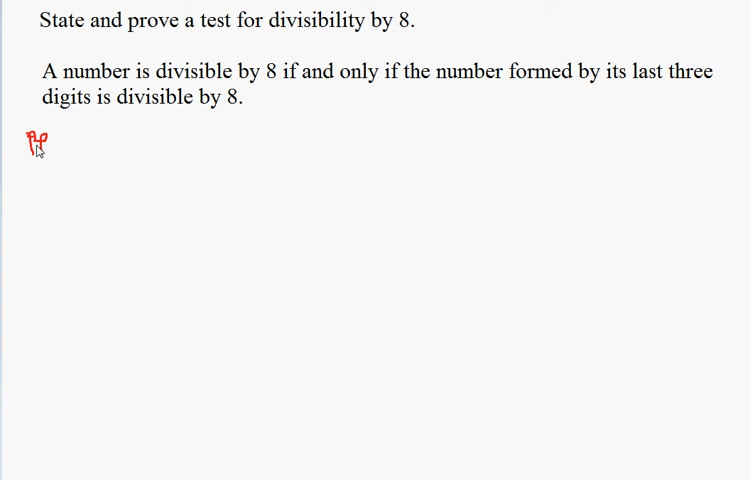 State and prove a test for divisibility by 8.
A number is divisible by 8 if and only if the number formed by its last three
digits is divisible by 8.